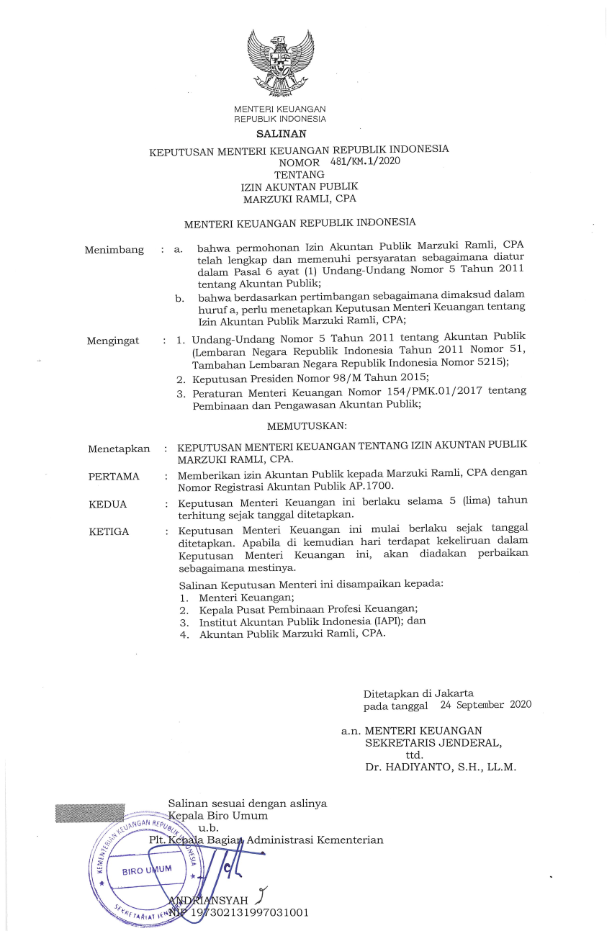 MENTERI KEUANGAN
REPUBLIK INDONESIA
SALINAN
KEPUTUSAN MENTERI KEUANGAN REPUBLIK INDONESIA
NOMOR 481/KM.1/2020
TENTANG
IZIN AKUNTAN PUBLIK
MARZUKI RAMLI, CPA
MENTERI KEUANGAN REPUBLIK INDONESIA
Menimbang : a. bahwa permohonan Izin Akuntan Publik Marzuki Ramli, CPA
telah lengkap dan memenuhi persyaratan sebagaimana diatur
dalam Pasal 6 ayat (1) Undang-Undang Nomor 5 Tahun 2011
tentang Akuntan Publik;
b. bahwa berdasarkan pertimbangan sebagaimana dimaksud dalam
huruf a, perlu menetapkan Keputusan Menteri Keuangan tentang
Izin Akuntan Publik Marzuki Ramli, CPA;
Mengingat : 1. Undang-Undang Nomor 5 Tahun 2011 tentang Akuntan Publik
(Lembaran Negara Republik Indonesia Tahun 2011 Nomor 51,
Tambahan Lembaran Negara Republik Indonesia Nomor 5215);
2. Keputusan Presiden Nomor 98/M Tahun 2015;
3. Peraturan Menteri Keuangan Nomor 154/PMK.01/2017 tentang
Pembinaan dan Pengawasan Akuntan Publik;
MEMUTUSKAN:
Menetapkan : KEPUTUSAN MENTERI KEUANGAN TENTANG IZIN AKUNTAN PUBLIK
MARZUKI RAMLI, CPA.
PERTAMA : Memberikan izin Akuntan Publik kepada Marzuki Ramli, CPA dengan
Nomor Registrasi Akuntan Publik AP.1700.
KEDUA : Keputusan Menteri Keuangan ini berlaku selama 5 (lima) tahun
terhitung sejak tanggal ditetapkan.
KETIGA : Keputusan Menteri Keuangan ini mulai berlaku sejak tanggal
ditetapkan. Apabila di kemudian hari terdapat kekeliruan dalam
Keputusan Menteri Keuangan ini, akan diadakan perbaikan
sebagaimana mestinya.
Salinan Keputusan Menteri ini disampaikan kepada:
1. Menteri Keuangan;
2. Kepala Pusat Pembinaan Profesi Keuangan;
3. Institut Akuntan Publik Indonesia (IAPI); dan
4. Akuntan Publik Marzuki Ramli, CPA.
Ditetapkan di Jakarta
pada tanggal 24 September 2020
a.n. MENTERI KEUANGAN
SEKRETARIS JENDERAL,
ttd.
Dr. HADIYANTO, S.H., LL.M.
Salinan sesuai dengan aslinya
Kepala Biro Umum
u.b.
Plt. Kepala Bagian Administrasi Kementerian
KEMENTERIAN KEUANGAN REPUBLIK INDONESIA
BIRO UMUM
SEKRETARIAT JENDERAL
ANDRIANSYAH
NIP 197302131997031001